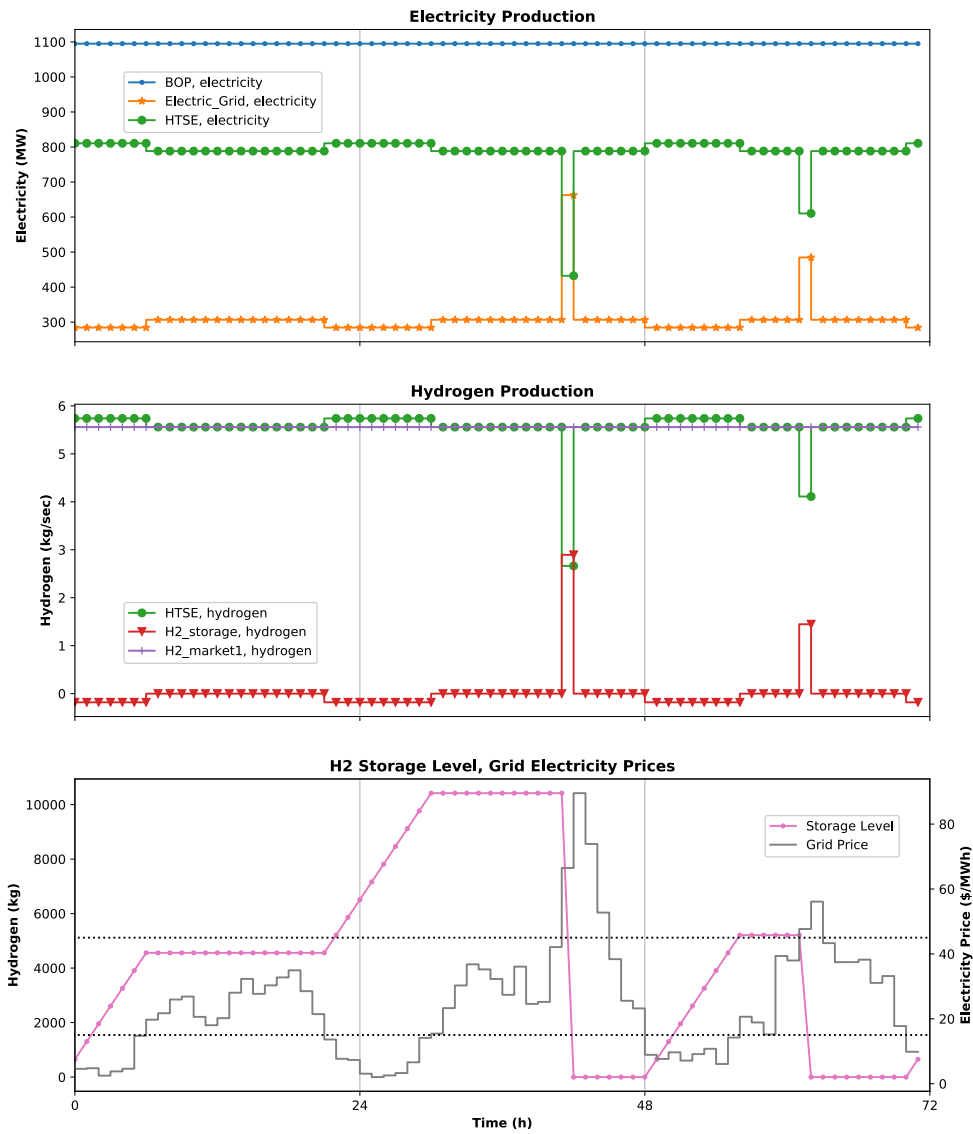 Electricity Production
1100
1000
900
800
700
600
500
400
300
Electricity (MW)
BOP, electricity
Electric_Grid, electricity
HTSE, electricity
Hydrogen Production
6
5
4
3
2
1
0
Hydrogen (kg/sec)
HTSE, hydrogen
H2_storage, hydrogen
H2_market1, hydrogen
H2 Storage Level, Grid Electricity Prices
10000
8000
6000
4000
2000
0
Hydrogen (kg)
Storage Level
Grid Price
80
60
40
20
0
Electricity Price ($/MWh)
0
24
48
72
Time (h)